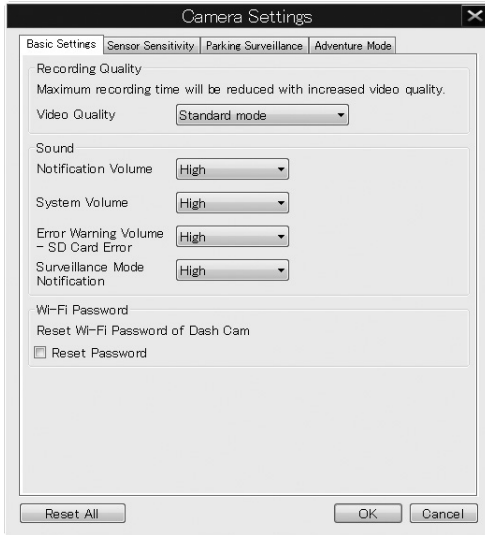 Camera Settings
Basic Settings Sensor Sensitivity Parking Surveillance Adventure Mode
Recording Quality
Maximum recording time will be reduced with increased video quality.
Video Quality Standard mode
Sound
Notification Volume High
System Volume High
Error Warning Volume
- SD Card Error High
Surveillance Mode
Notification High
Wi-Fi Password
Reset Wi-Fi Password of Dash Cam
Reset Password
Reset All OK Cancel